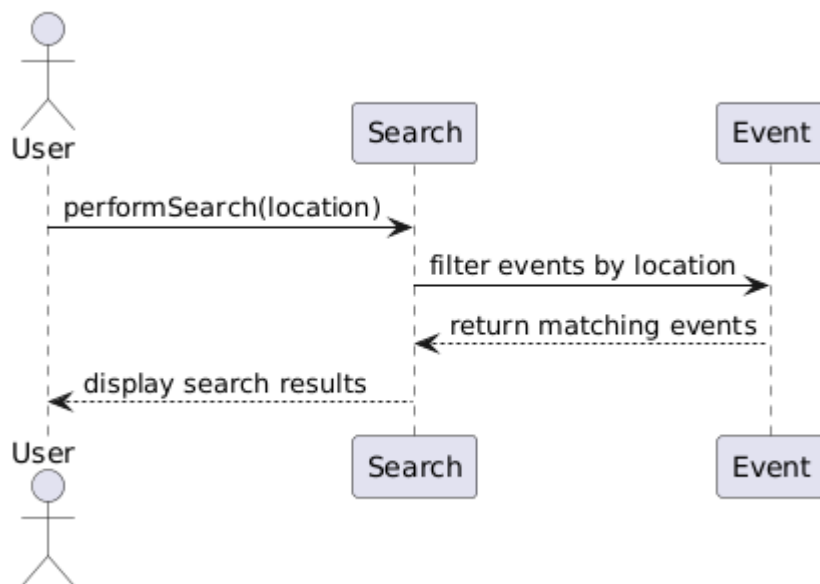 User
Search
Event
performSearch(location)
filter events by location
return matching events
display search results
User
Search
Event